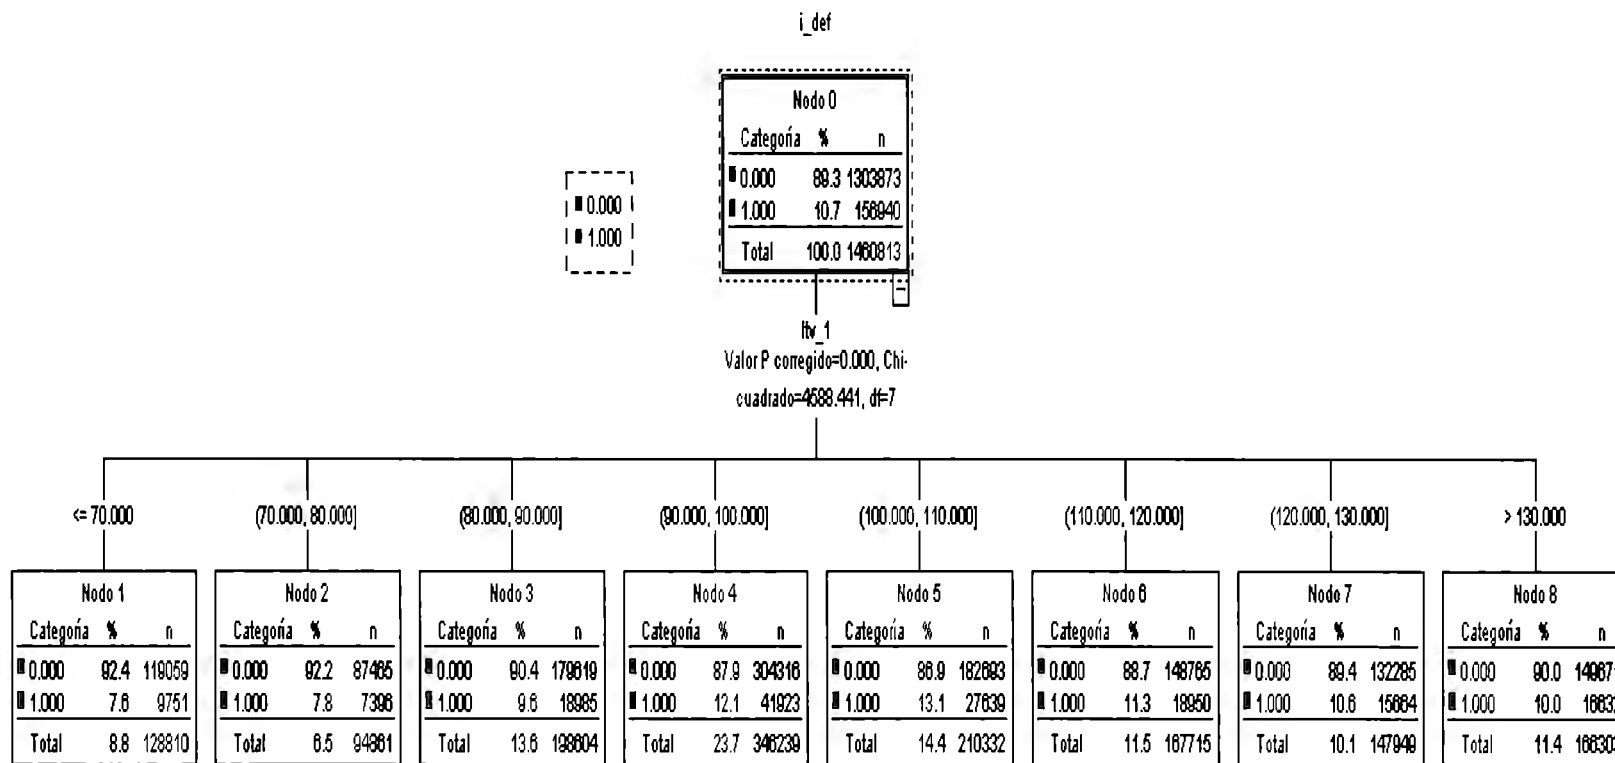 i_def
Nodo 0
Categoría % n
0.000 89.3 1303873
1.000 10.7 156940
Total 100.0 1460813
0.000
1.000
ltv_1
Valor P corregido=0.000, Chi-
cuadrado=4588.441, df=7
<= 70.000
(70.000, 80.000]
(80.000, 90.000]
(90.000, 100.000]
(100.000, 110.000]
(110.000, 120.000]
(120.000, 130.000]
> 130.000
Nodo 1
Categoría % n
0.000 92.4 119059
1.000 7.6 9751
Total 8.8 128810
Nodo 2
Categoría % n
0.000 92.2 87465
1.000 7.8 7396
Total 6.5 94861
Nodo 3
Categoría % n
0.000 90.4 179619
1.000 9.6 18985
Total 13.6 198604
Nodo 4
Categoría % n
0.000 87.9 304316
1.000 12.1 41923
Total 23.7 346239
Nodo 5
Categoría % n
0.000 86.9 182693
1.000 13.1 27639
Total 14.4 210332
Nodo 6
Categoría % n
0.000 88.7 148765
1.000 11.3 18950
Total 11.5 167715
Nodo 7
Categoría % n
0.000 89.4 132285
1.000 10.6 15664
Total 10.1 147949
Nodo 8
Categoría % n
0.000 90.0 149671
1.000 10.0 16632
Total 11.4 166303